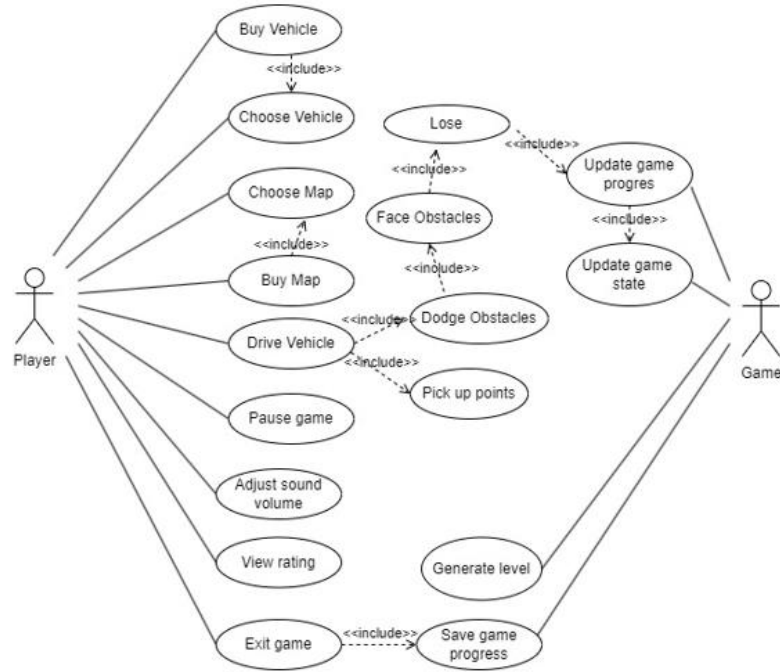 Buy Vehicle
<<include>>
Choose Vehicle
Lose
<<include>>
Update game
progres
<<include>>
Choose Map
<<include>>
Face Obstacles
<<include>>
<<include>>
Buy Map
Update game
state
Player
Drive Vehicle
<<include>>
Dodge Obstacles
<<include>>
Pick up points
Game
Pause game
Adjust sound
volume
View rating
Generate level
Exit game
<<include>>
Save game
progress